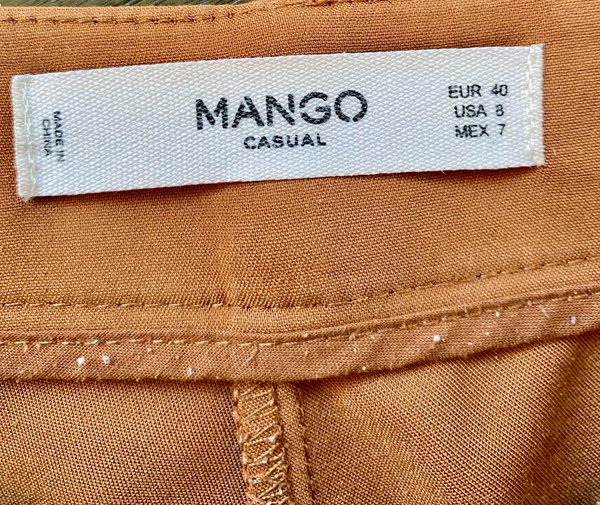 MADE IN
CHINA
MANGO
CASUAL
EUR 40
USA 8
MEX 7